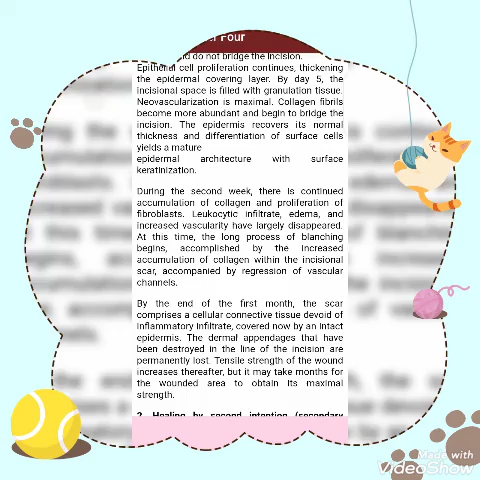 er Four
d do not bridge the incision.
Epithelial cell proliferation continues, thickening
the epidermal covering layer. By day 5, the
incisional space is filled with granulation tissue.
Neovascularization is maximal. Collagen fibrils
become more abundant and begin to bridge the
incision. The epidermis recovers its normal
thickness and differentiation of surface cells
yields a mature
epidermal architecture with surface
keratinization.
During the second week, there is continued
accumulation of collagen and proliferation of
fibroblasts. Leukocytic infiltrate, edema, and
increased vascularity have largely disappeared.
At this time, the long process of blanching
begins, accomplished by the increased
accumulation of collagen within the incisional
scar, accompanied by regression of vascular
channels.
By the end of the first month, the scar
comprises a cellular connective tissue devoid of
inflammatory infiltrate, covered now by an intact
epidermis. The dermal appendages that have
been destroyed in the line of the incision are
permanently lost. Tensile strength of the wound
increases thereafter, but it may take months for
the wounded area to obtain its maximal
strength.
2. Healing by second intention (secondary
Made with
VideoShow